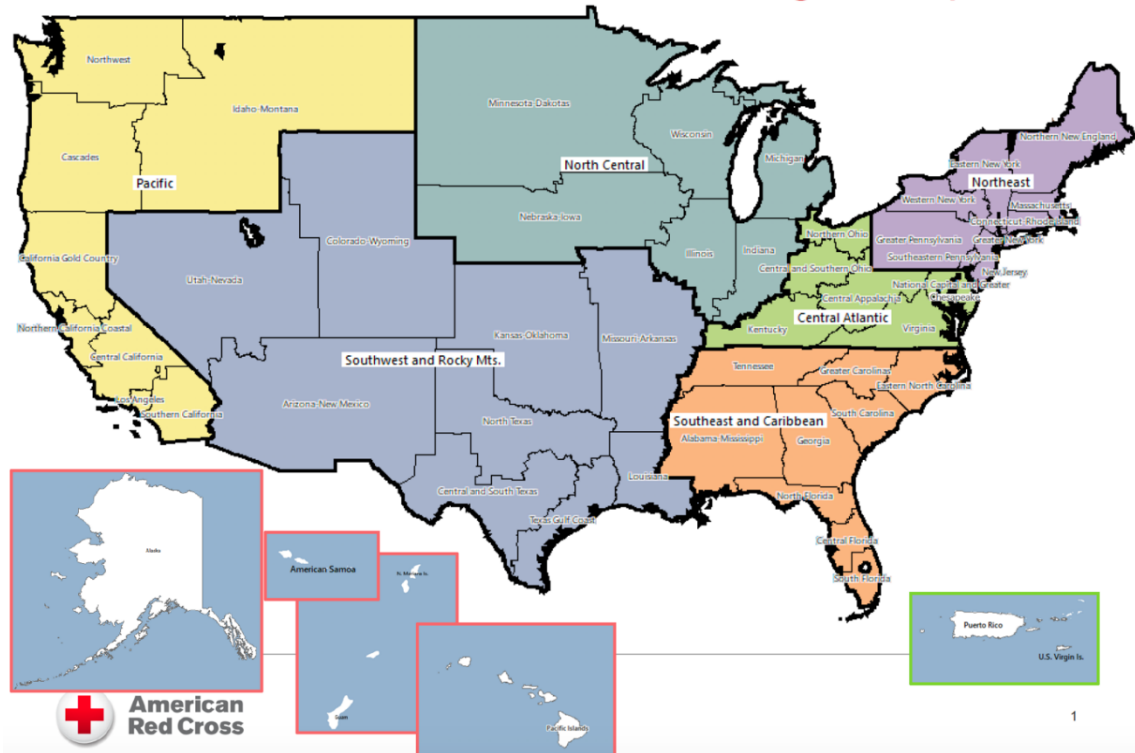 Northwest
Idaho-Montana
Cascades
Pacific
California Gold Country
Northern California Coastal
Central California
Los Angeles
Southern California
Minnesota-Dakotas
Wisconsin
Michigan
North Central
Nebraska-Iowa
Illinois
Indiana
Colorado-Wyoming
Utah-Nevada
Kansas-Oklahoma
Missouri-Arkansas
Southwest and Rocky Mts.
Arizona-New Mexico
North Texas
Central and South Texas
Texas Gulf Coast
Louisiana
Northern New England
Eastern New York
Northeast
Western New York
Massachusetts
Connecticut-Rhode Island
Greater Pennsylvania
Greater New York
Southeastern Pennsylvania
New Jersey
Northern Ohio
Central and Southern Ohio
National Capital and Greater
Chesapeake
Central Appalachia
Central Atlantic
Kentucky
Virginia
Tennessee
Greater Carolinas
Eastern North Carolina
South Carolina
Southeast and Caribbean
Alabama-Mississippi
Georgia
North Florida
Central Florida
South Florida
Alaska
American Samoa
N. Mariana Is.
Guam
Pacific Islands
Puerto Rico
U.S. Virgin Is.
American
Red Cross
1